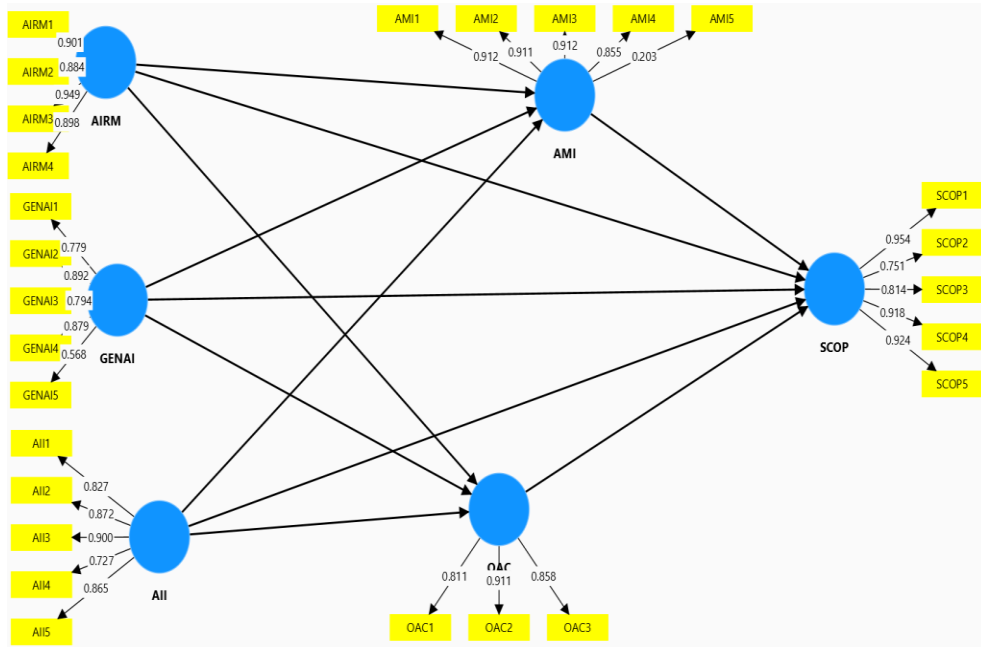 AIRM1
0.901
AIRM2
0.884
AIRM3
0.949
0.898
AIRM4
AIRM
AMI1
AMI2
AMI3
AMI4
AMI5
0.912
0.911
0.912
0.855
0.203
AMI
GENAI1
0.779
GENAI2
0.892
GENAI3
0.794
0.879
GENAI4
0.568
GENAI5
GENAI
SCOP1
0.954
SCOP2
0.751
SCOP3
0.814
0.918
SCOP4
0.924
SCOP5
SCOP
AII1
0.827
AII2
0.872
AII3
0.900
0.727
AII4
0.865
AII5
AII
OAC
0.811
0.911
0.858
OAC1
OAC2
OAC3